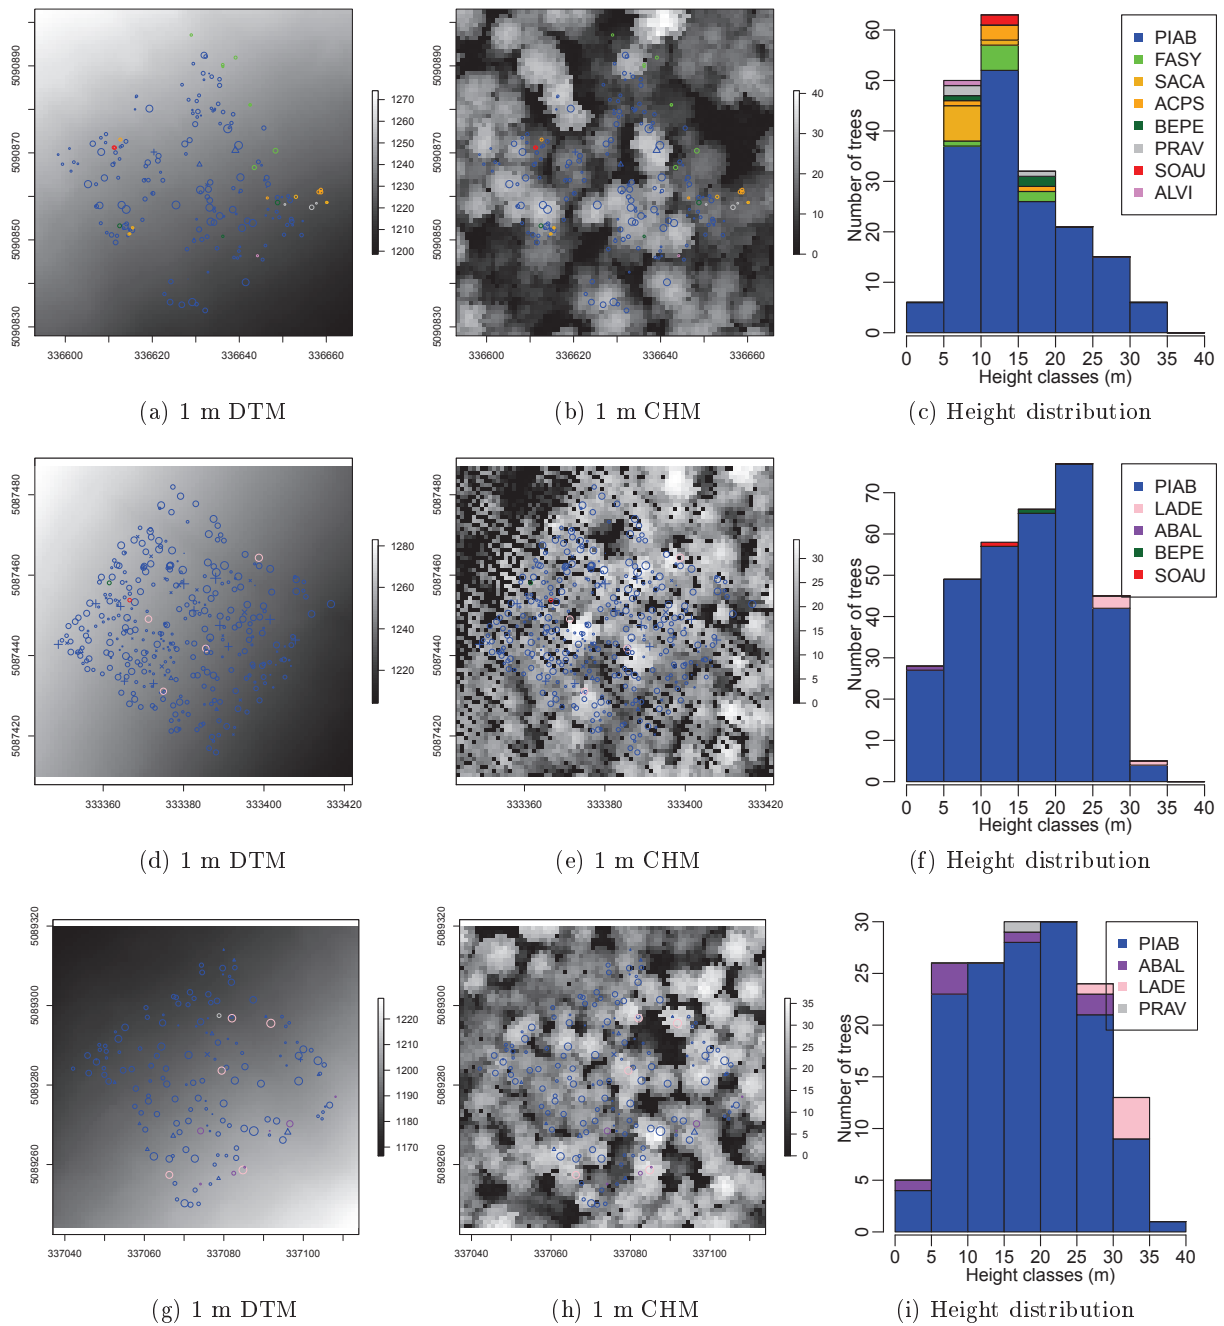 5090890
5090870
5090850
5090830
336600 336620 336640 336660
1270
1260
1250
1240
1230
1220
1210
1200
(a) 1 m DTM
5090890
5090870
5090850
5090830
336600 336620 336640 336660
40
30
20
10
0
(b) 1 m CHM
Number of trees
60
50
40
30
20
10
0
0 5 10 15 20 25 30 35 40
Height classes (m)
PIAB
FASY
SACA
ACPS
BEPE
PRAV
SOAU
ALVI
(c) Height distribution
5087480
5087460
5087440
5087420
333360 333380 333400 333420
1280
1260
1240
1220
(d) 1 m DTM
5087480
5087460
5087440
5087420
333360 333380 333400 333420
30
25
20
15
10
5
0
(e) 1 m CHM
Number of trees
70
60
50
40
30
20
10
0
0 5 10 15 20 25 30 35 40
Height classes (m)
PIAB
LADE
ABAL
BEPE
SOAU
(f) Height distribution
5089320
5089300
5089280
5089260
337040 337060 337080 337100
1220
1200
1190
1180
1170
(g) 1 m DTM
5089320
5089300
5089280
5089260
337040 337060 337080 337100
35
30
25
20
15
10
5
0
(h) 1 m CHM
Number of trees
30
25
20
15
10
5
0
0 5 10 15 20 25 30 35 40
Height classes (m)
PIAB
ABAL
LADE
PRAV
(i) Height distribution